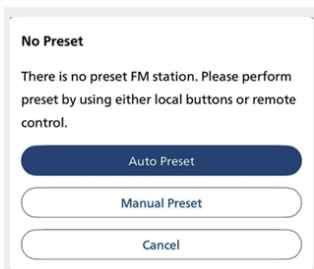 No Preset
There is no preset FM station. Please perform
preset by using either local buttons or remote
control.
Auto Preset
Manual Preset
Cancel